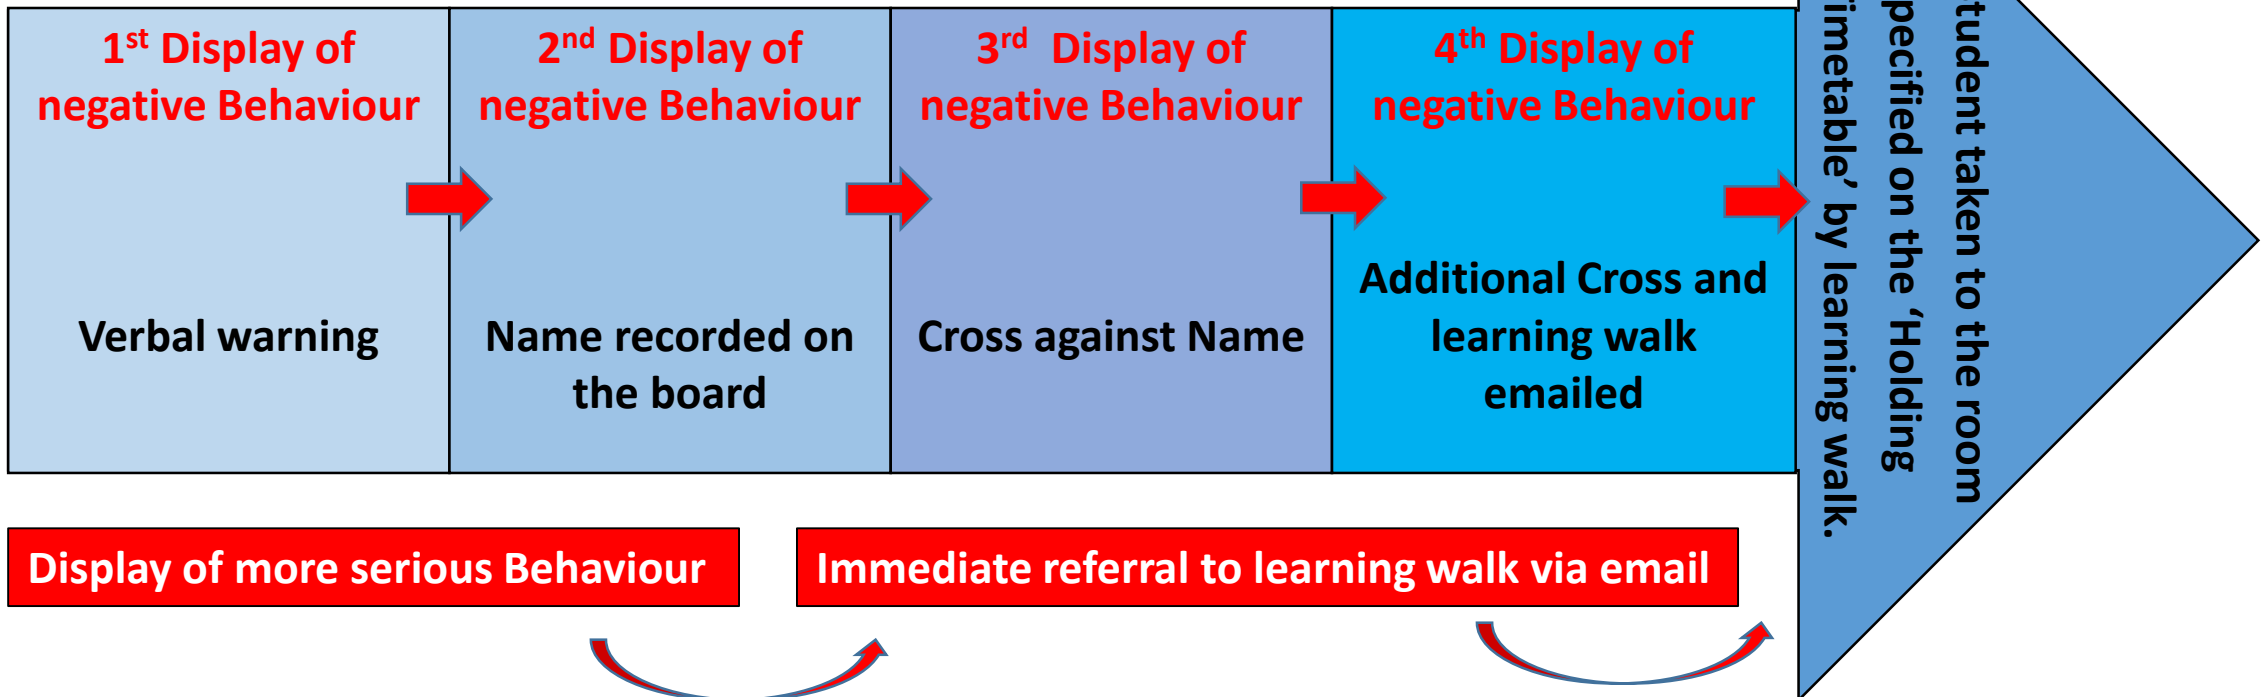 1st Display of
negative Behaviour
Verbal warning
2nd Display of
negative Behaviour
Name recorded on
the board
3rd Display of
negative Behaviour
Cross against Name
4th Display of
negative Behaviour
Additional Cross and
learning walk
emailed
taken to the room
on the ‘Holding
by learning walk.
Display of more serious Behaviour
Immediate referral to learning walk via email